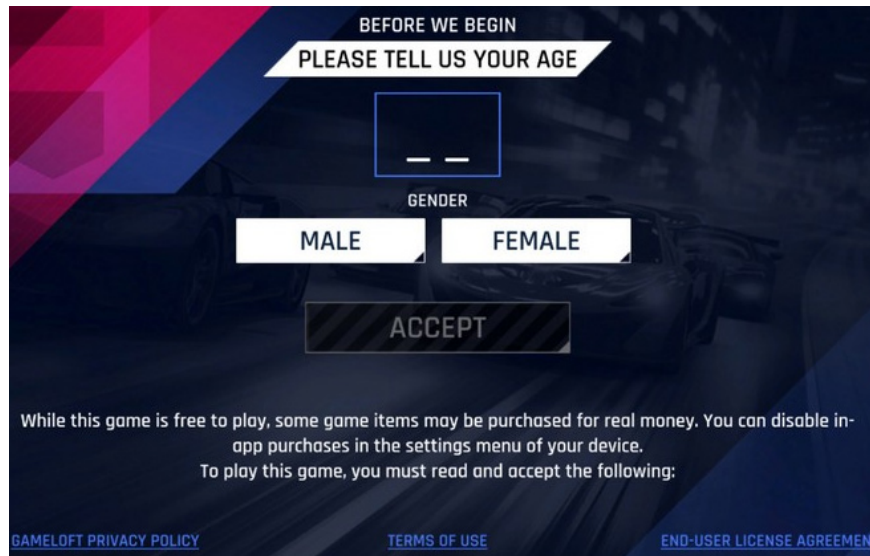 BEFORE WE BEGIN
PLEASE TELL US YOUR AGE
_ _
GENDER
MALE FEMALE
ACCEPT
While this game is free to play, some game items may be purchased for real money. You can disable in-
app purchases in the settings menu of your device.
To play this game, you must read and accept the following:
GAMELOFT PRIVACY POLICY TERMS OF USE END-USER LICENSE AGREEMEN